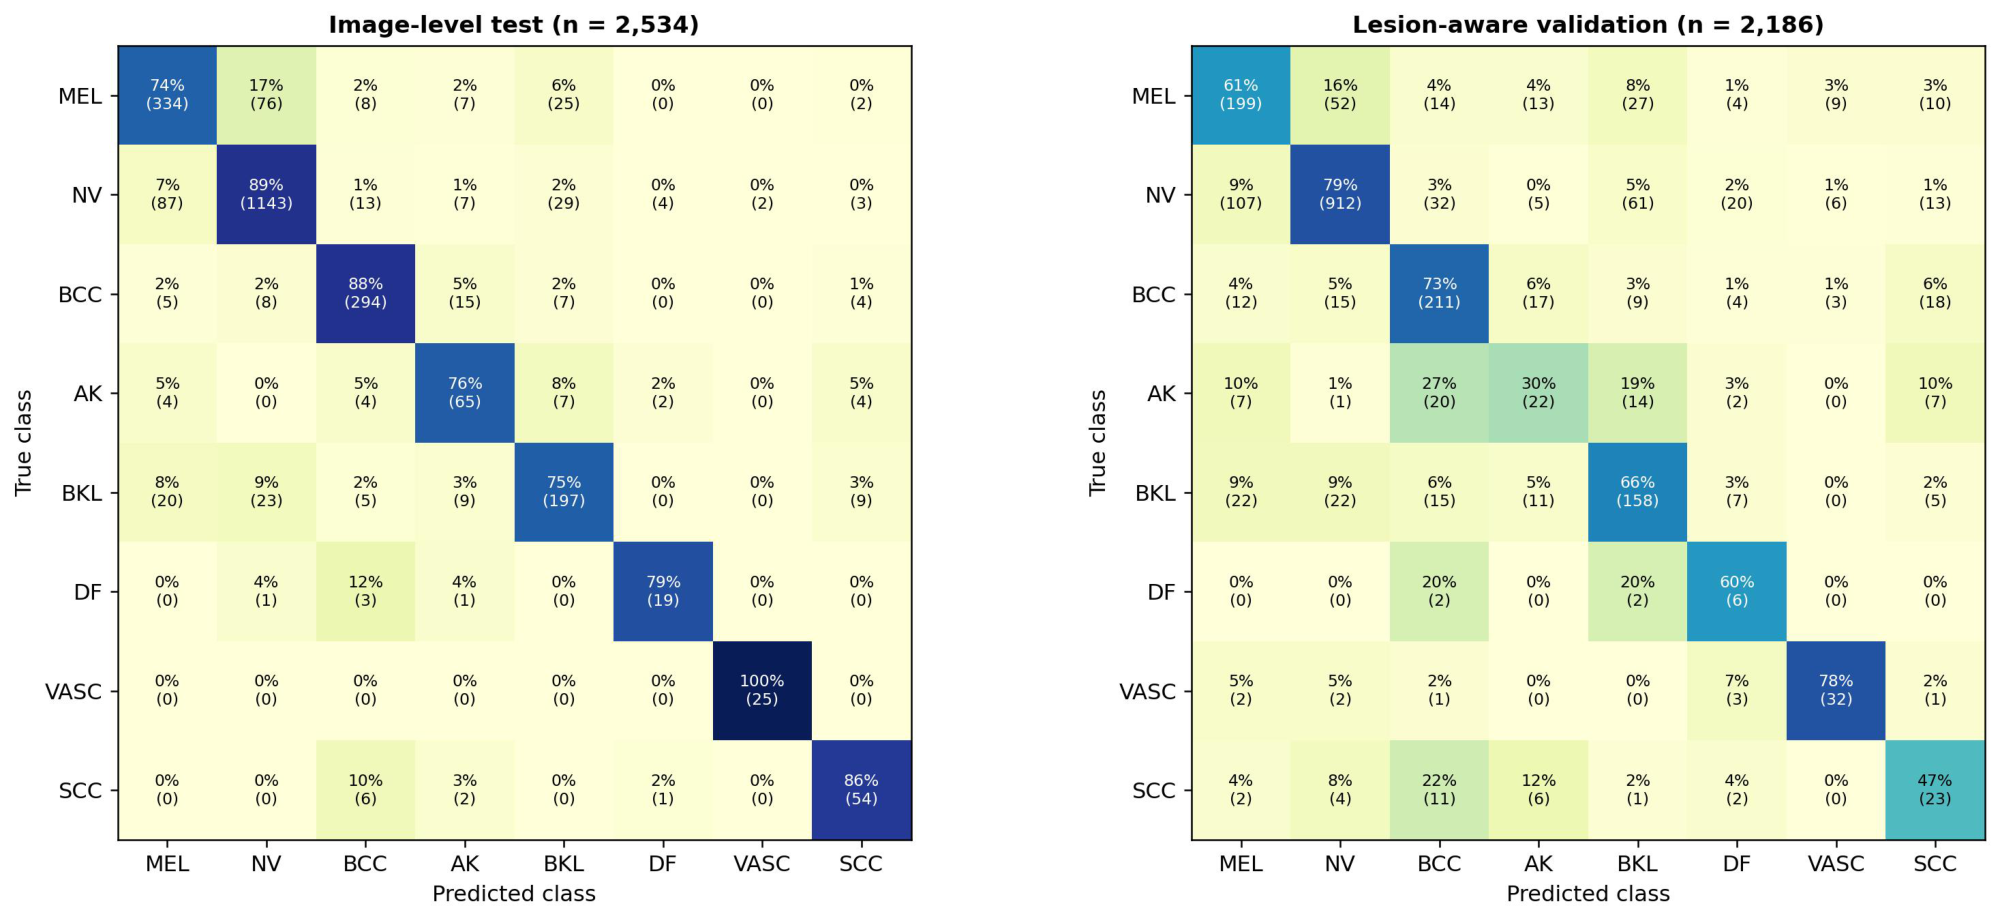 Image-level test (n = 2,534)
True class
MEL
74% 17% 2% 2% 6% 0% 0% 0%
(334) (76) (8) (7) (25) (0) (0) (2)
NV
7% 89% 1% 1% 2% 0% 0% 0%
(87) (1143) (13) (7) (29) (4) (2) (3)
BCC
2% 2% 88% 5% 2% 0% 0% 1%
(5) (8) (294) (15) (7) (0) (0) (4)
AK
5% 0% 5% 76% 8% 2% 0% 5%
(4) (0) (4) (65) (7) (2) (0) (4)
BKL
8% 9% 2% 3% 75% 0% 0% 3%
(20) (23) (5) (9) (197) (0) (0) (9)
DF
0% 4% 12% 4% 0% 79% 0% 0%
(0) (1) (3) (1) (0) (19) (0) (0)
VASC
0% 0% 0% 0% 0% 0% 100% 0%
(0) (0) (0) (0) (0) (0) (25) (0)
SCC
0% 0% 10% 3% 0% 2% 0% 86%
(0) (0) (6) (2) (0) (1) (0) (54)
MEL NV BCC AK BKL DF VASC SCC
Predicted class
Lesion-aware validation (n = 2,186)
True class
MEL
61% 16% 4% 4% 8% 1% 3% 3%
(199) (52) (14) (13) (27) (4) (9) (10)
NV
9% 79% 3% 0% 5% 2% 1% 1%
(107) (912) (32) (5) (61) (20) (6) (13)
BCC
4% 5% 73% 6% 3% 1% 1% 6%
(12) (15) (211) (17) (9) (4) (3) (18)
AK
10% 1% 27% 30% 19% 3% 0% 10%
(7) (1) (20) (22) (14) (2) (0) (7)
BKL
9% 9% 6% 5% 66% 3% 0% 2%
(22) (22) (15) (11) (158) (7) (0) (5)
DF
0% 0% 20% 0% 20% 60% 0% 0%
(0) (0) (2) (0) (2) (6) (0) (0)
VASC
5% 5% 2% 0% 0% 7% 78% 2%
(2) (2) (1) (0) (0) (3) (32) (1)
SCC
4% 8% 22% 12% 2% 4% 0% 47%
(2) (4) (11) (6) (1) (2) (0) (23)
MEL NV BCC AK BKL DF VASC SCC
Predicted class